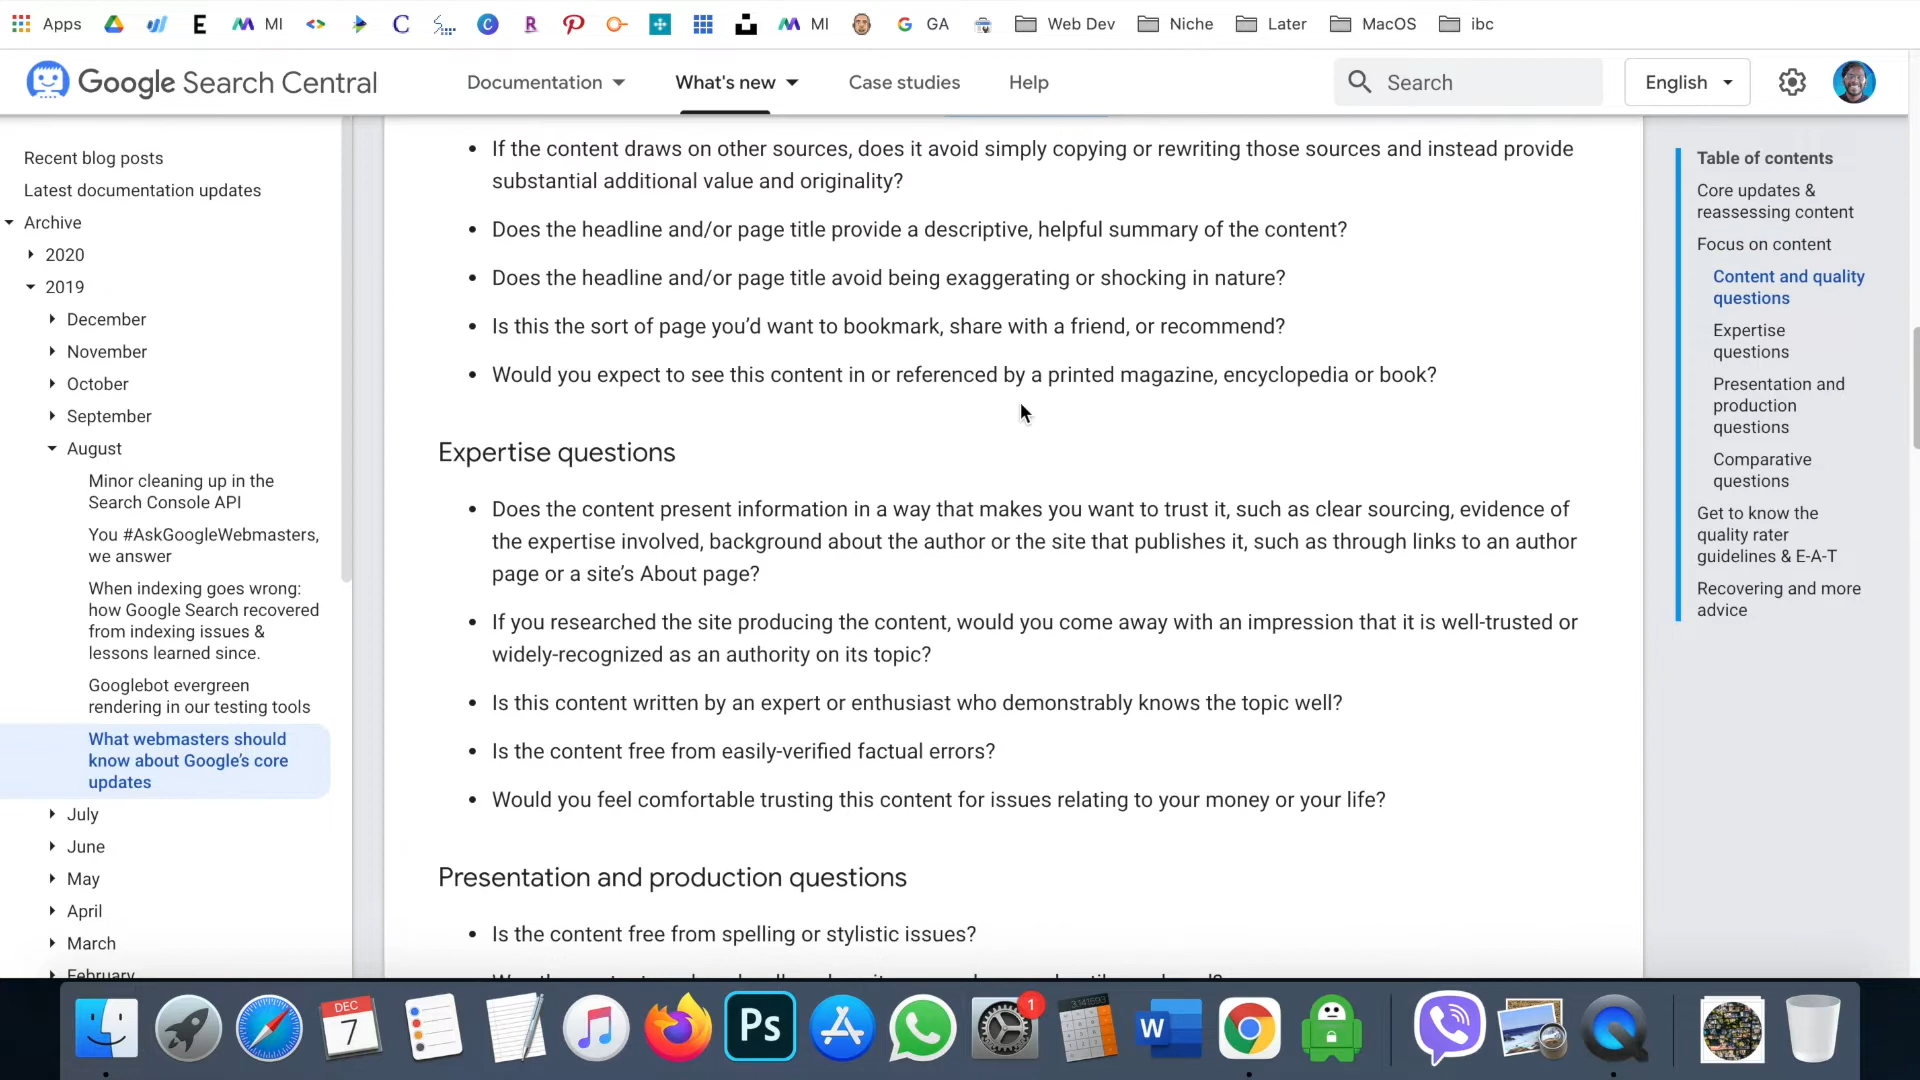 Apps
E
MI
C
S...
C
R
MI
GA
Web Dev
Niche
Later
MacOS
ibc
Google Search Central
Documentation
What's new
Case studies
Help
Search
English
Recent blog posts
Latest documentation updates
Archive
2020
2019
December
November
October
September
August
Minor cleaning up in the
Search Console API
You #AskGoogleWebmasters,
we answer
When indexing goes wrong:
how Google Search recovered
from indexing issues &
lessons learned since.
Googlebot evergreen
rendering in our testing tools
What webmasters should
know about Google’s core
updates
July
June
May
April
March
February
If the content draws on other sources, does it avoid simply copying or rewriting those sources and instead provide
substantial additional value and originality?
Does the headline and/or page title provide a descriptive, helpful summary of the content?
Does the headline and/or page title avoid being exaggerating or shocking in nature?
Is this the sort of page you’d want to bookmark, share with a friend, or recommend?
Would you expect to see this content in or referenced by a printed magazine, encyclopedia or book?
Expertise questions
Does the content present information in a way that makes you want to trust it, such as clear sourcing, evidence of
the expertise involved, background about the author or the site that publishes it, such as through links to an author
page or a site’s About page?
If you researched the site producing the content, would you come away with an impression that it is well-trusted or
widely-recognized as an authority on its topic?
Is this content written by an expert or enthusiast who demonstrably knows the topic well?
Is the content free from easily-verified factual errors?
Would you feel comfortable trusting this content for issues relating to your money or your life?
Presentation and production questions
Is the content free from spelling or stylistic issues?
Table of contents
Core updates &
reassessing content
Focus on content
Content and quality
questions
Expertise
questions
Presentation and
production
questions
Comparative
questions
Get to know the
quality rater
guidelines & E-A-T
Recovering and more
advice
DEC
7
Ps
1
3.141593
W